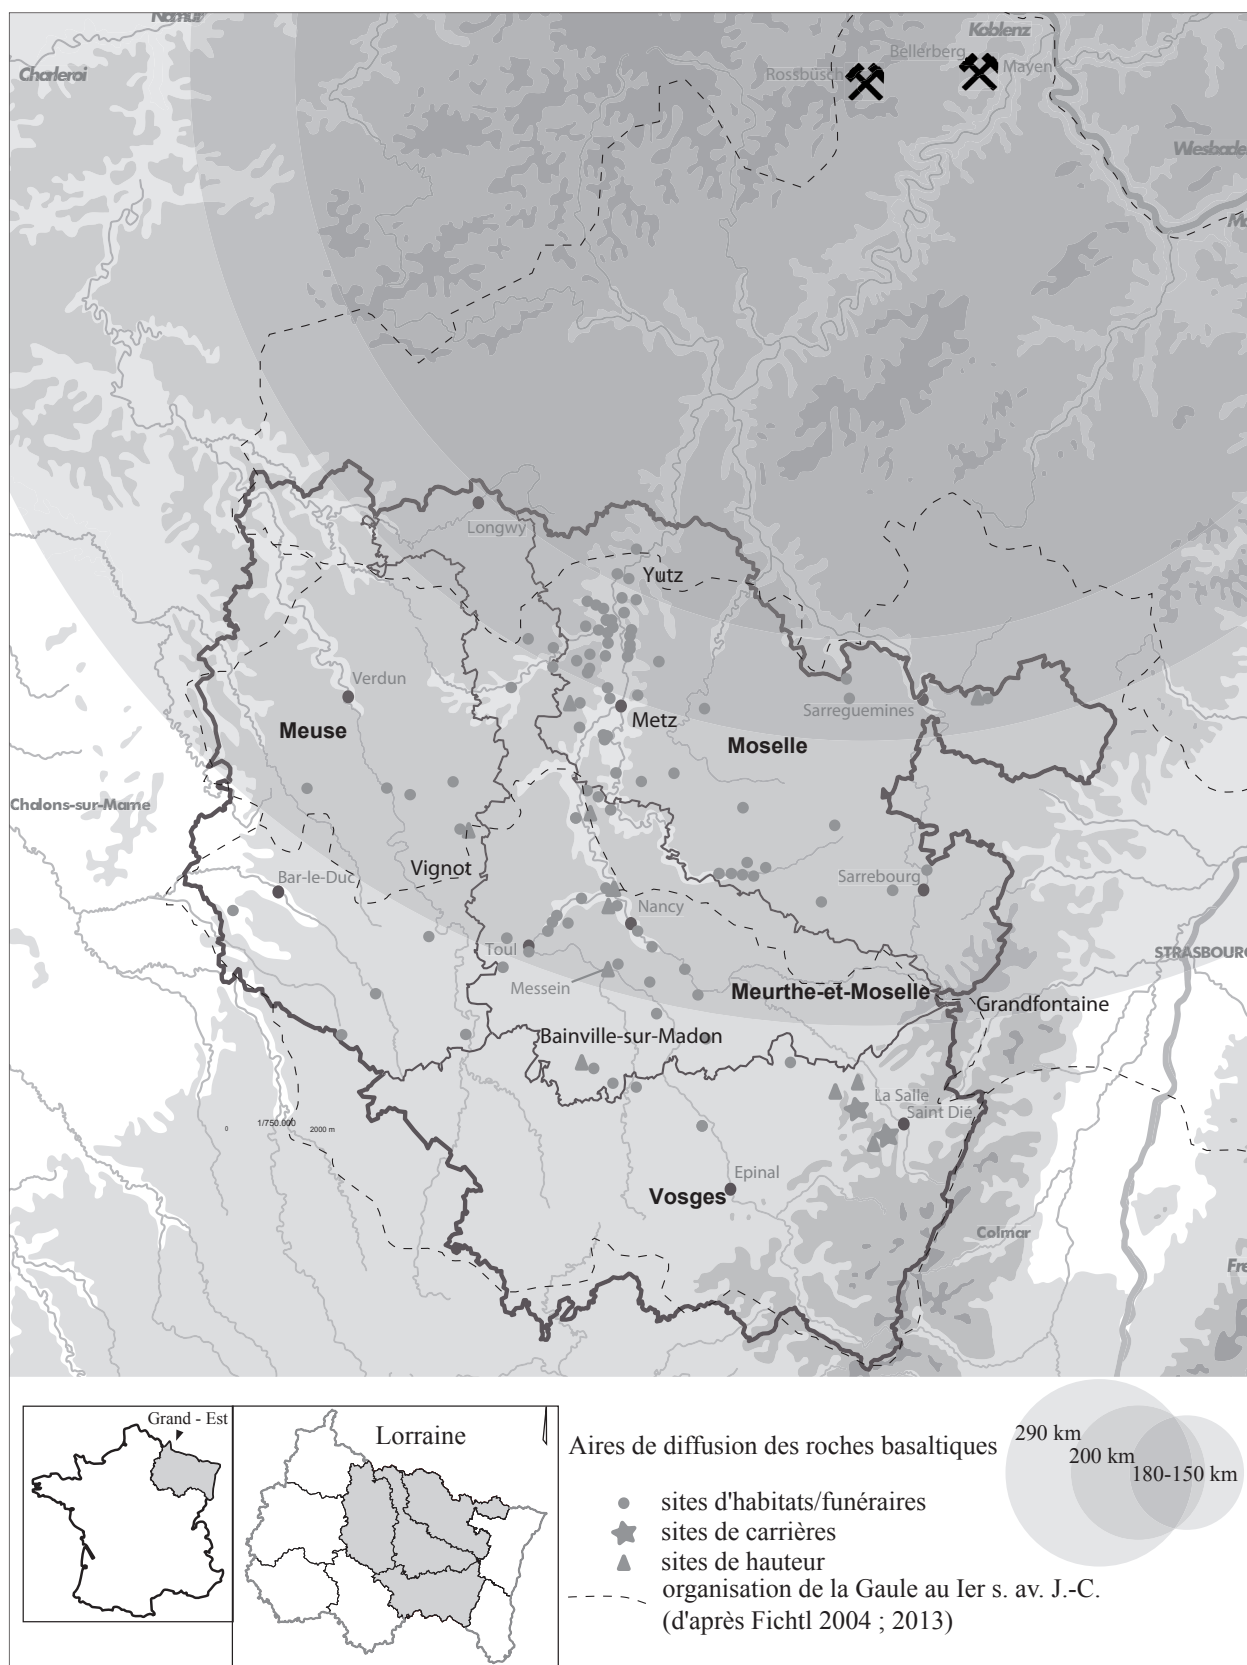 Namur
Koblenz
Bellerberg
Charleroi
Rossbüsch
Mayen
Longwy
Yutz
Verdun
Sarreguemines
Metz
Meuse
Moselle
Chalons-sur-Marne
Vignot
Bar-le-Duc
Sarrebourg
Nancy
Toul
STRASBOURG
Messein
Meurthe-et-Moselle
Grandfontaine
Bainville-sur-Madon
La Salle
Saint Dié
0 1/750.000 2000 m
Epinal
Vosges
Colmar
Grand - Est
Lorraine
Aires de diffusion des roches basaltiques
290 km
200 km
180-150 km
sites d'habitats/funéraires
sites de carrières
sites de hauteur
organisation de la Gaule au Ier s. av. J.-C.
(d'après Fichtl 2004 ; 2013)